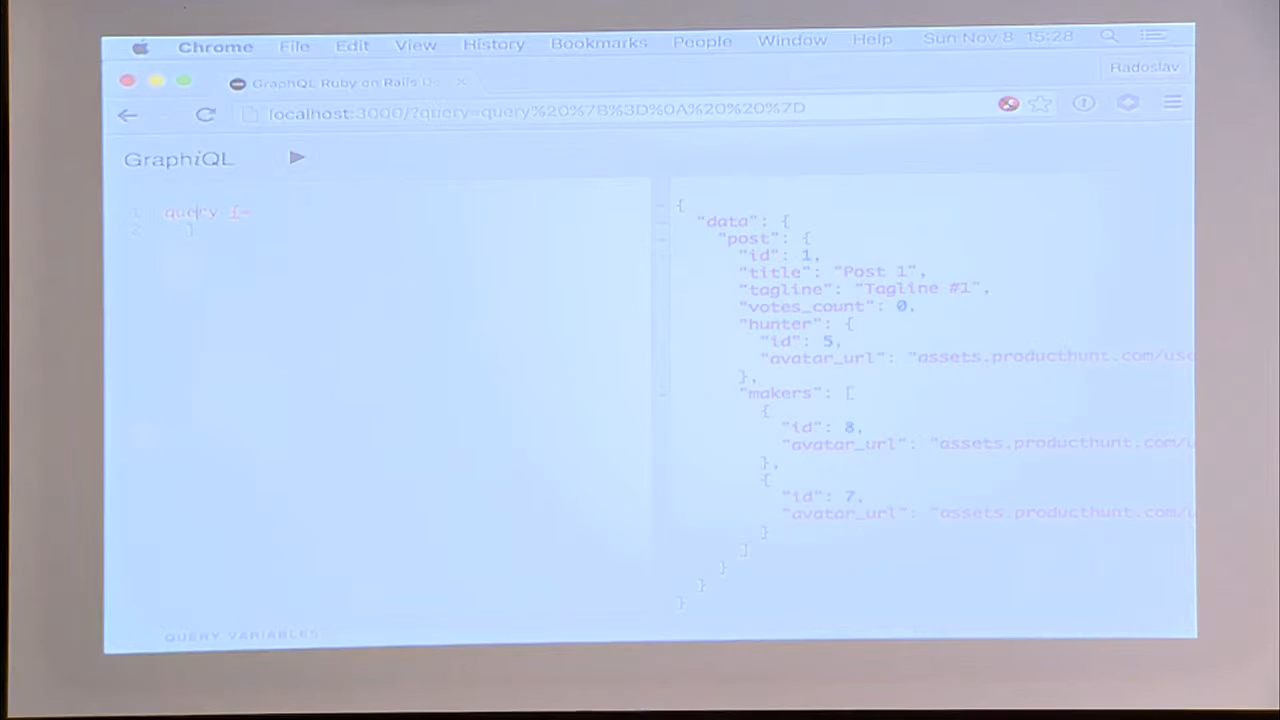 Chrome File Edit View History Bookmarks People Window Help Sun Nov 8 15:28
GraphQL Ruby on Rails De
Radoslav
localhost:3000/?query=query%20%7B%3D%0A%20%20%7D
GraphiQL
1 query {=
2 }
{
"data": {
"post": {
"id": 1,
"title": "Post 1",
"tagline": "Tagline #1",
"votes_count": 0,
"hunter": {
"id": 5,
"avatar_url": "assets.producthunt.com/use
},
"makers": [
{
"id": 8,
"avatar_url": "assets.producthunt.com/u
},
{
"id": 7,
"avatar_url": "assets.producthunt.com/u
}
]
}
}
}
QUERY VARIABLES